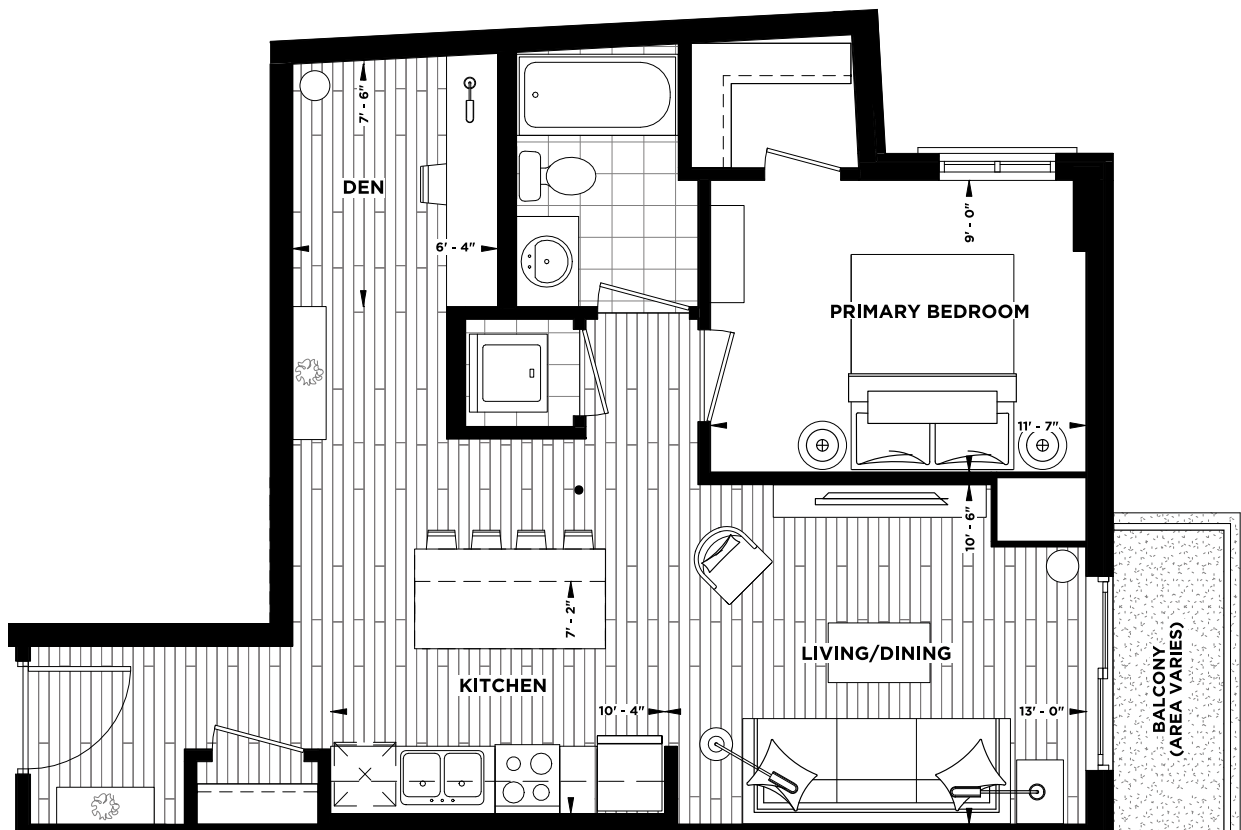 7' - 6"
DEN
6' - 4"
9' - 0"
PRIMARY BEDROOM
11' - 7"
10' - 6"
7' - 2"
LIVING/DINING
KITCHEN
10' - 4"
13' - 0"
BALCONY
(AREA VARIES)